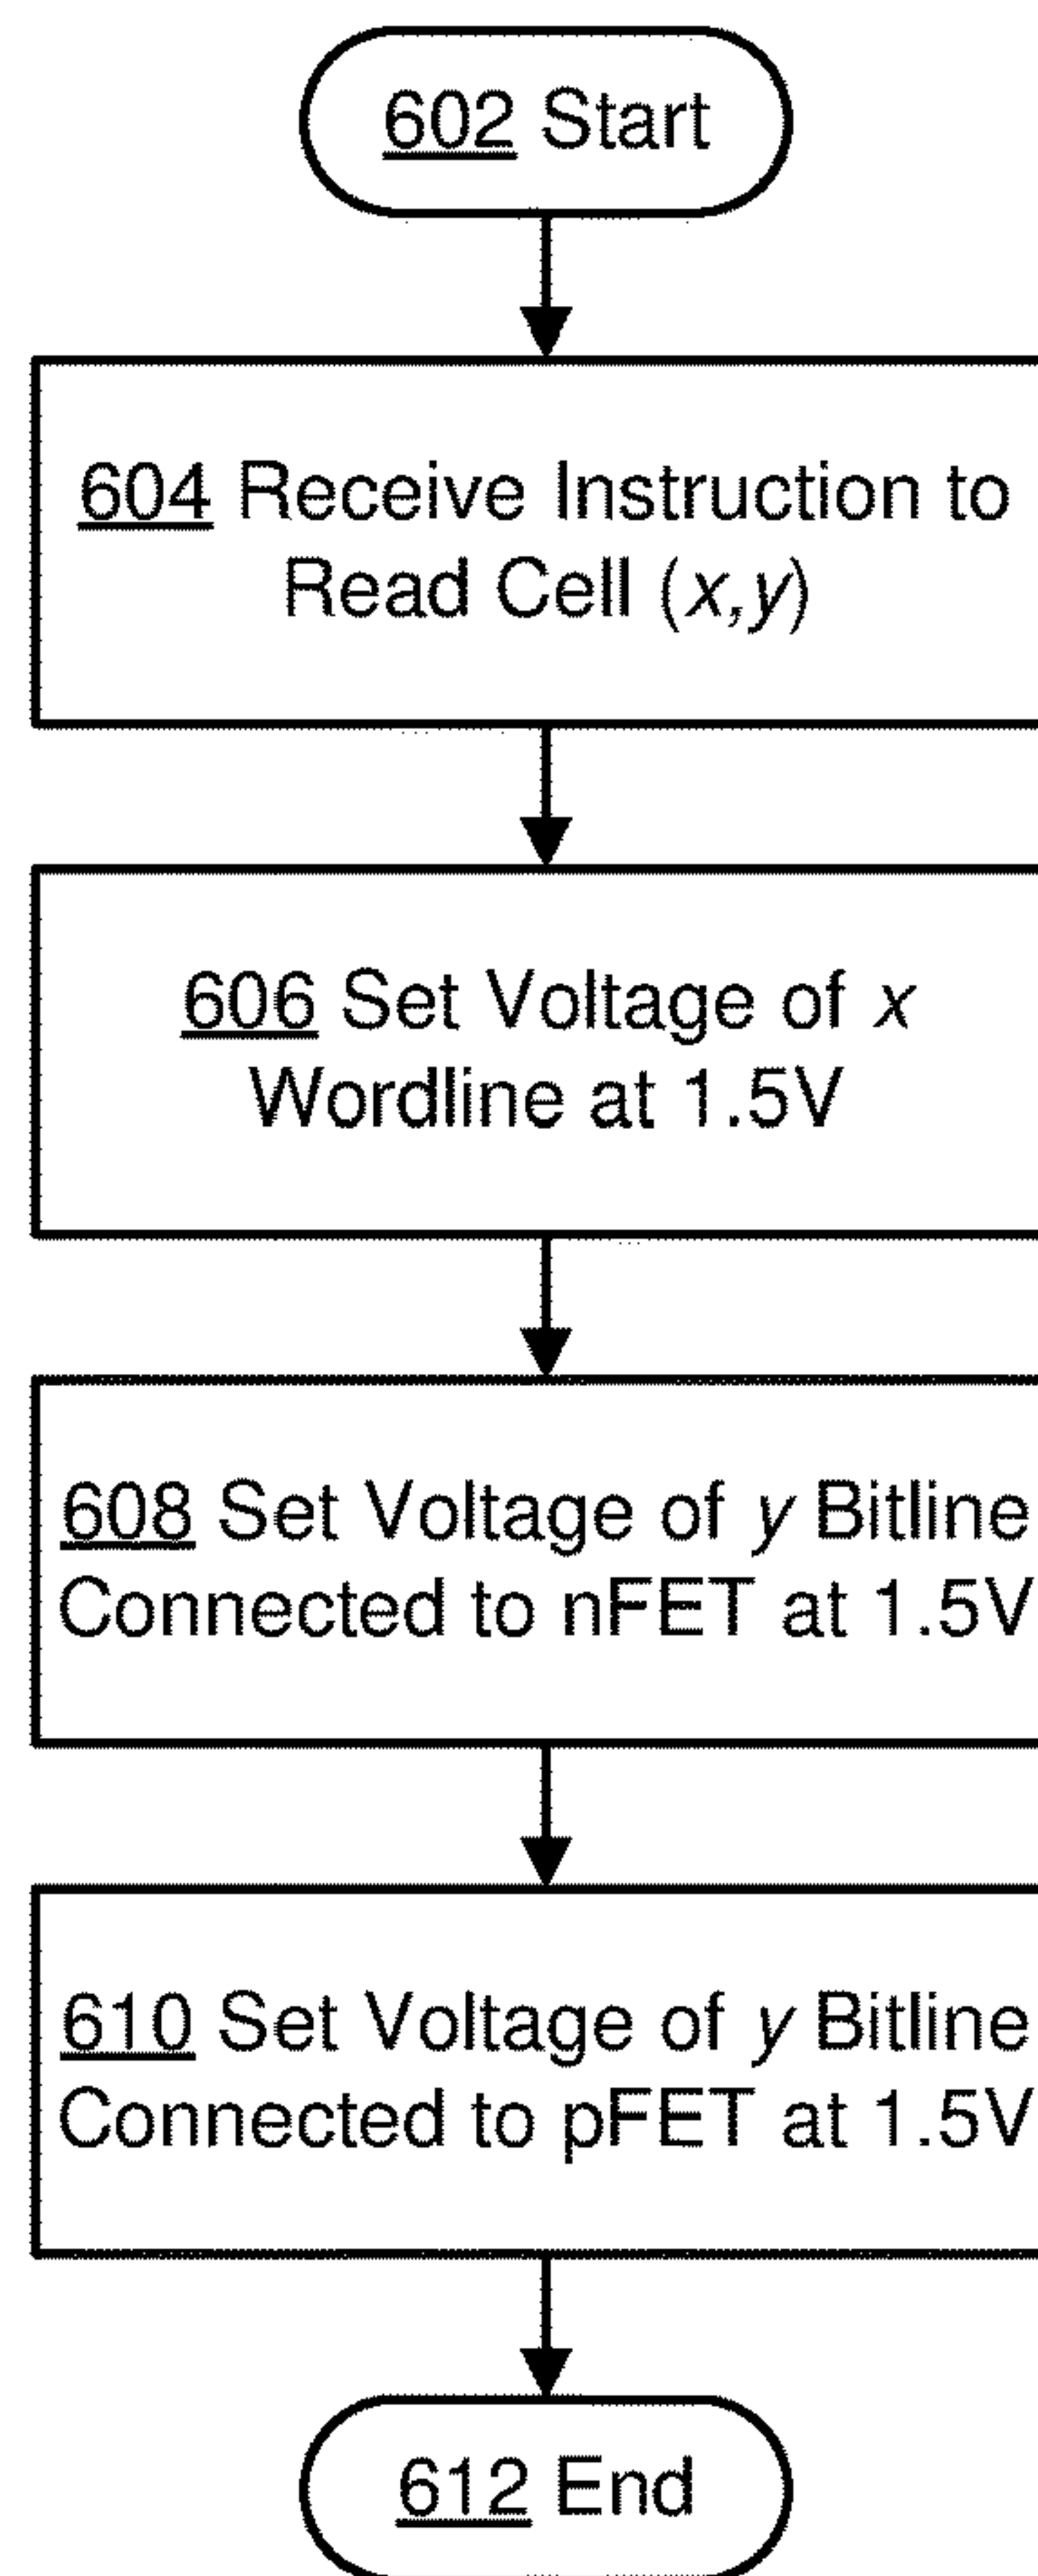 602 Start
604 Receive Instruction to
Read Cell (x,y)
606 Set Voltage of x
Wordline at 1.5V
608 Set Voltage of y Bitline
Connected to nFET at 1.5V
610 Set Voltage of y Bitline
Connected to pFET at 1.5V
612 End